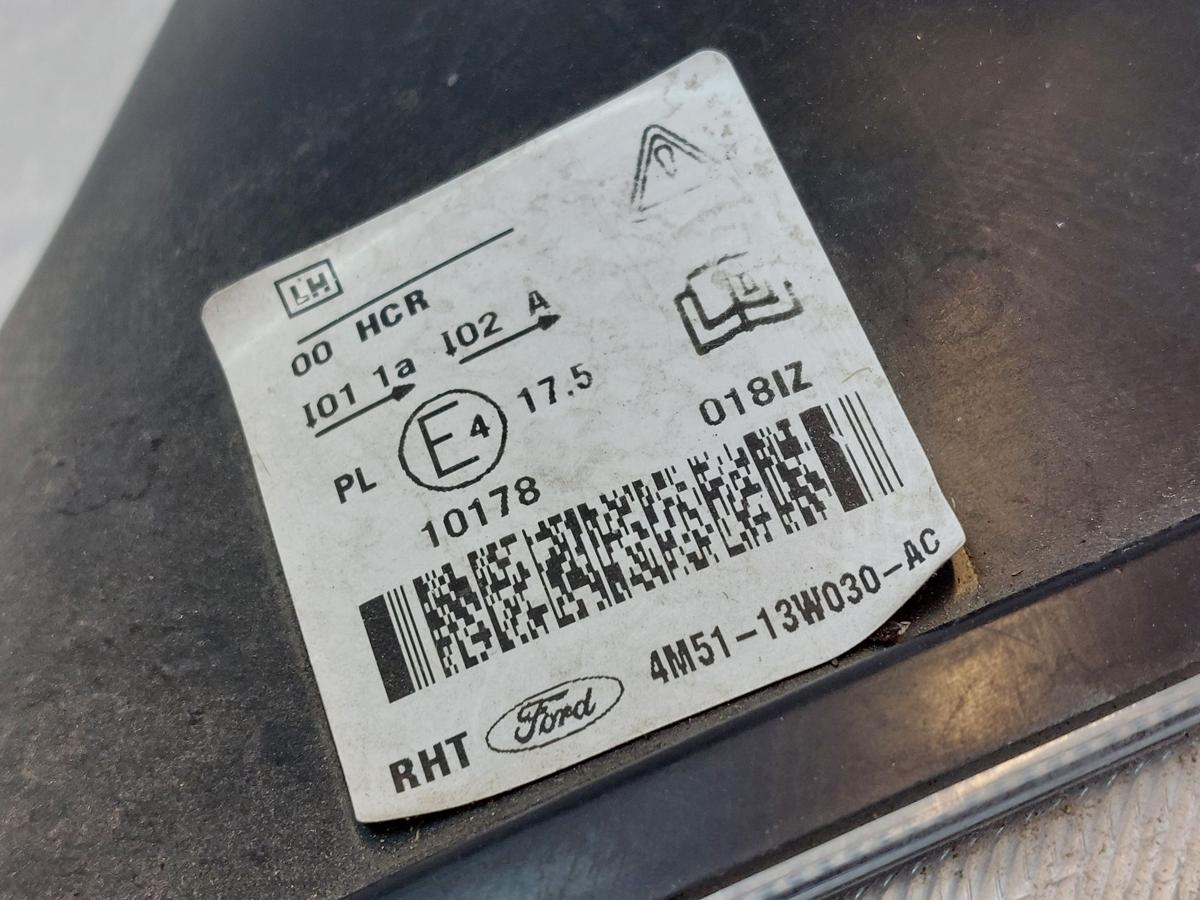 LH
00 HCR
I01 1a I02 A
PL E4 17.5
10178
018IZ
RHT Ford 4M51-13W030-AC